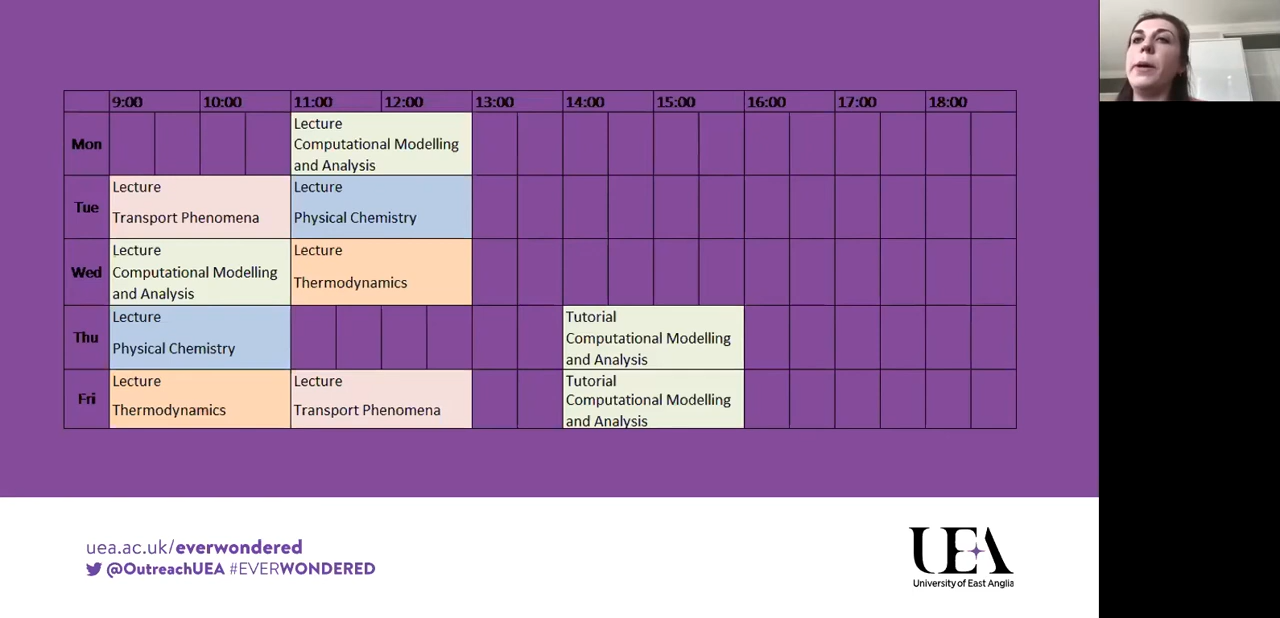 9:00 10:00 11:00 12:00 13:00 14:00 15:00 16:00 17:00 18:00
Mon
Lecture
Computational Modelling
and Analysis
Tue
Lecture
Transport Phenomena
Lecture
Physical Chemistry
Wed
Lecture
Computational Modelling
and Analysis
Lecture
Thermodynamics
Thu
Lecture
Physical Chemistry
Tutorial
Computational Modelling
and Analysis
Fri
Lecture
Thermodynamics
Lecture
Transport Phenomena
Tutorial
Computational Modelling
and Analysis
uea.ac.uk/everwondered
@OutreachUEA #EVERWONDERED
UEA
University of East Anglia